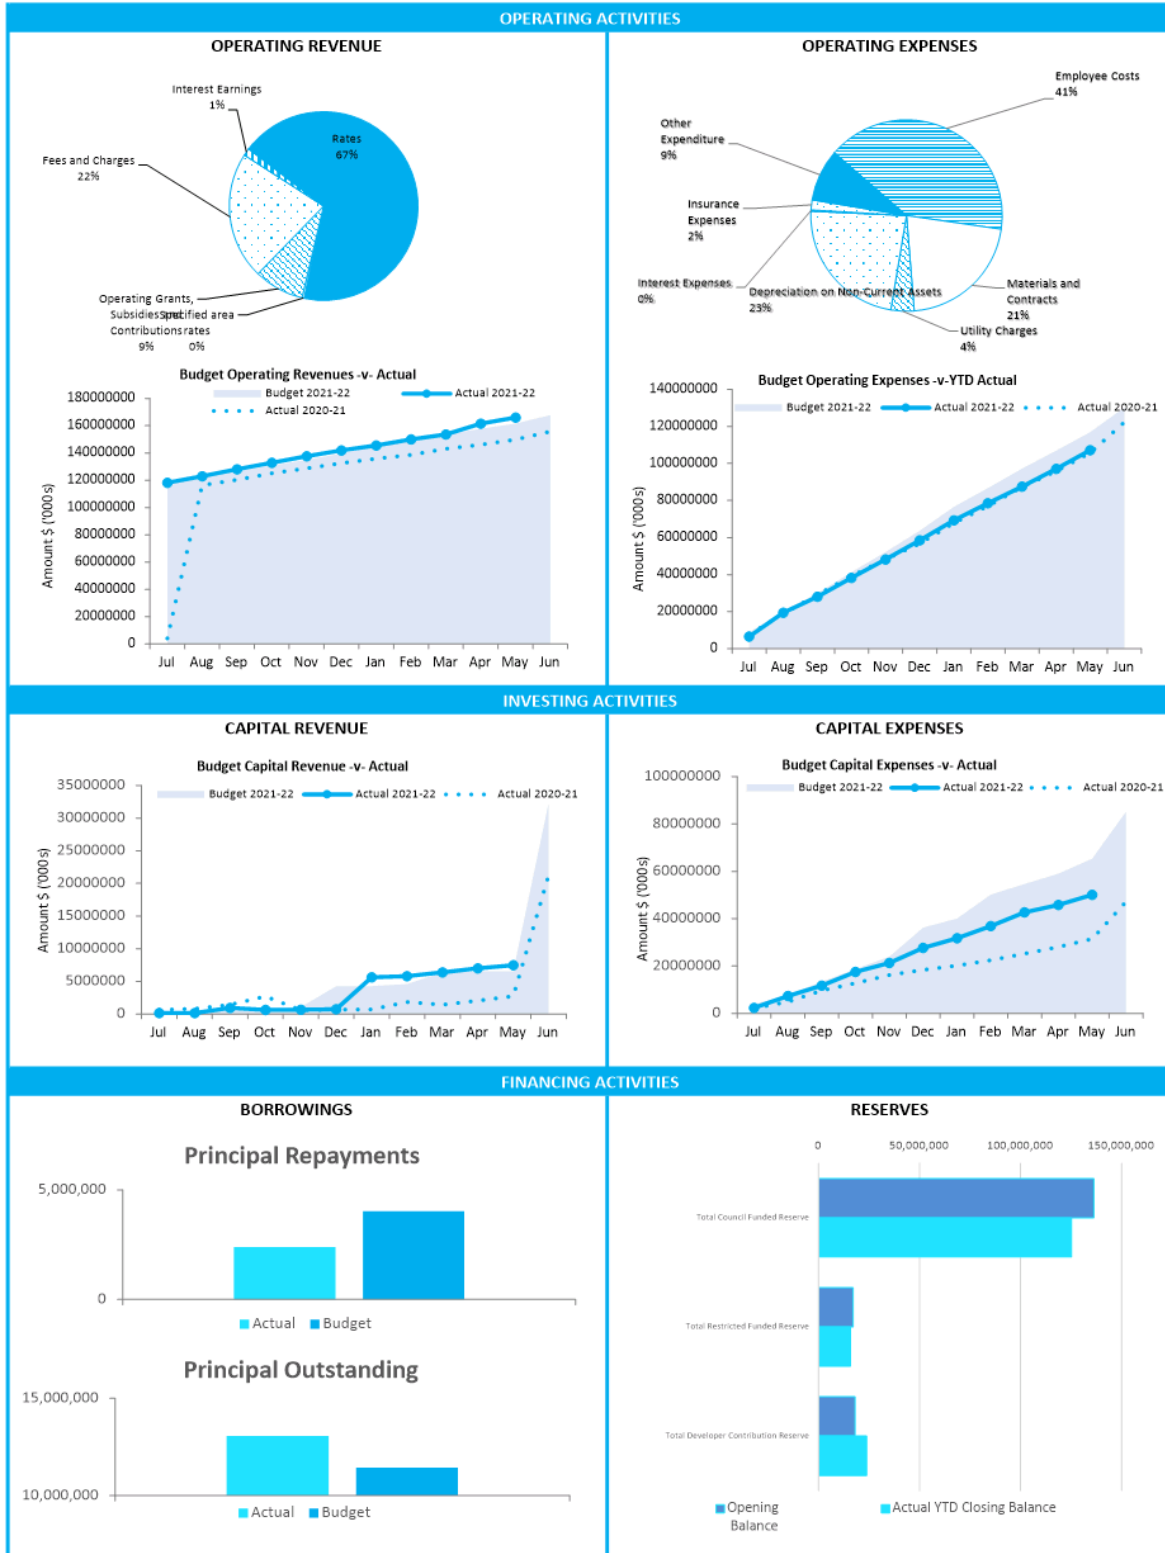 OPERATING ACTIVITIES
OPERATING REVENUE
Interest Earnings
1%
Rates
67%
Fees and Charges
22%
Operating Grants,
Subsidies and
Contributions
9%
Specified area
rates
0%
Budget Operating Revenues -v- Actual
Budget 2021-22
Actual 2021-22
Actual 2020-21
Amount $ ('000s)
180000000
160000000
140000000
120000000
100000000
80000000
60000000
40000000
20000000
0
Jul Aug Sep Oct Nov Dec Jan Feb Mar Apr May Jun
OPERATING EXPENSES
Employee Costs
41%
Other
Expenditure
9%
Insurance
Expenses
2%
Interest Expenses
0%
Depreciation on Non-Current Assets
23%
Materials and
Contracts
21%
Utility Charges
4%
Budget Operating Expenses -v-YTD Actual
Budget 2021-22
Actual 2021-22
Actual 2020-21
Amount $ ('000s)
140000000
120000000
100000000
80000000
60000000
40000000
20000000
0
Jul Aug Sep Oct Nov Dec Jan Feb Mar Apr May Jun
INVESTING ACTIVITIES
CAPITAL REVENUE
Budget Capital Revenue -v- Actual
Budget 2021-22
Actual 2021-22
Actual 2020-21
Amount $ ('000s)
35000000
30000000
25000000
20000000
15000000
10000000
5000000
0
Jul Aug Sep Oct Nov Dec Jan Feb Mar Apr May Jun
CAPITAL EXPENSES
Budget Capital Expenses -v- Actual
Budget 2021-22
Actual 2021-22
Actual 2020-21
Amount $ ('000s)
100000000
80000000
60000000
40000000
20000000
0
Jul Aug Sep Oct Nov Dec Jan Feb Mar Apr May Jun
FINANCING ACTIVITIES
BORROWINGS
Principal Repayments
5,000,000
0
Actual
Budget
Principal Outstanding
15,000,000
10,000,000
Actual
Budget
RESERVES
0
50,000,000
100,000,000
150,000,000
Total Council Funded Reserve
Total Restricted Funded Reserve
Total Developer Contribution Reserve
Opening
Balance
Actual YTD Closing Balance